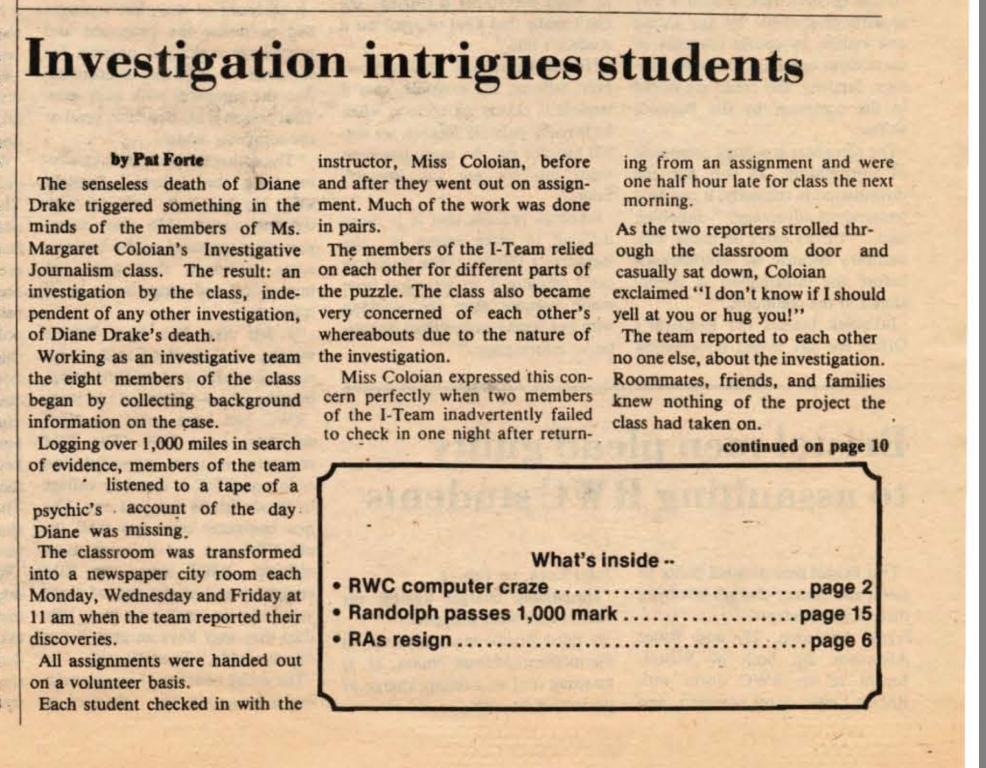 Investigation intrigues students
by Pat Forte
The senseless death of Diane
Drake triggered something in the
minds of the members of Ms.
Margaret Coloian's Investigative
Journalism class. The result: an
investigation by the class, inde-
pendent of any other investigation,
of Diane Drake's death.
Working as an investigative team
the eight members of the class
began by collecting background
information on the case.
Logging over 1,000 miles in search
of evidence, members of the team
listened to a tape of a
psychic's account of the day
Diane was missing.
The classroom was transformed
into a newspaper city room each
Monday, Wednesday and Friday at
11 am when the team reported their
discoveries.
All assignments were handed out
on a volunteer basis.
Each student checked in with the
instructor, Miss Coloian, before
and after they went out on assign-
ment. Much of the work was done
in pairs.
The members of the I-Team relied
on each other for different parts of
the puzzle. The class also became
very concerned of each other's
whereabouts due to the nature of
the investigation.
Miss Coloian expressed this con-
cern perfectly when two members
of the I-Team inadvertently failed
to check in one night after return-
ing from an assignment and were
one half hour late for class the next
morning.
As the two reporters strolled thr-
ough the classroom door and
casually sat down, Coloian
exclaimed "I don't know if I should
yell at you or hug you!"
The team reported to each other
no one else, about the investigation.
Roommates, friends, and families
knew nothing of the project the
class had taken on.
continued on page 10
What's inside --
• RWC computer craze ............................ page 2
• Randolph passes 1,000 mark ................... page 15
• RAs resign ........................................ page 6